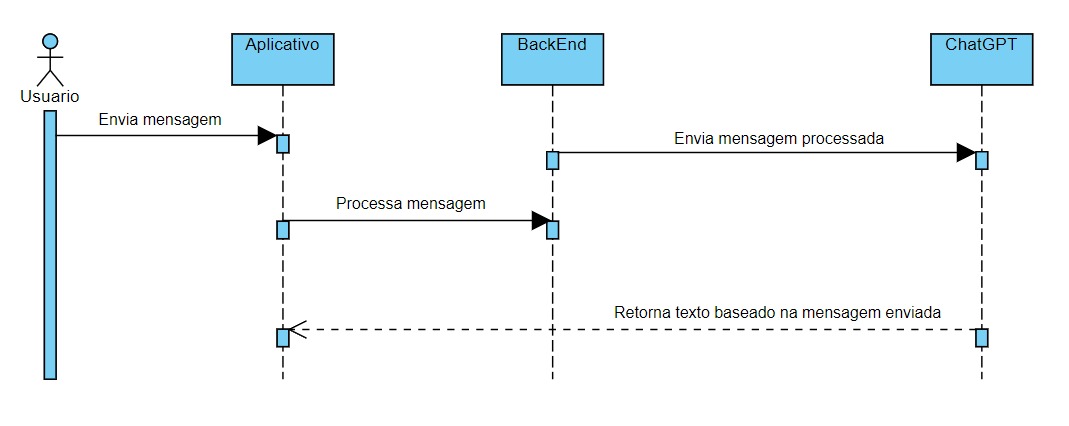 Aplicativo
BackEnd
ChatGPT
Usuario
Envia mensagem
Envia mensagem processada
Processa mensagem
Retorna texto baseado na mensagem enviada